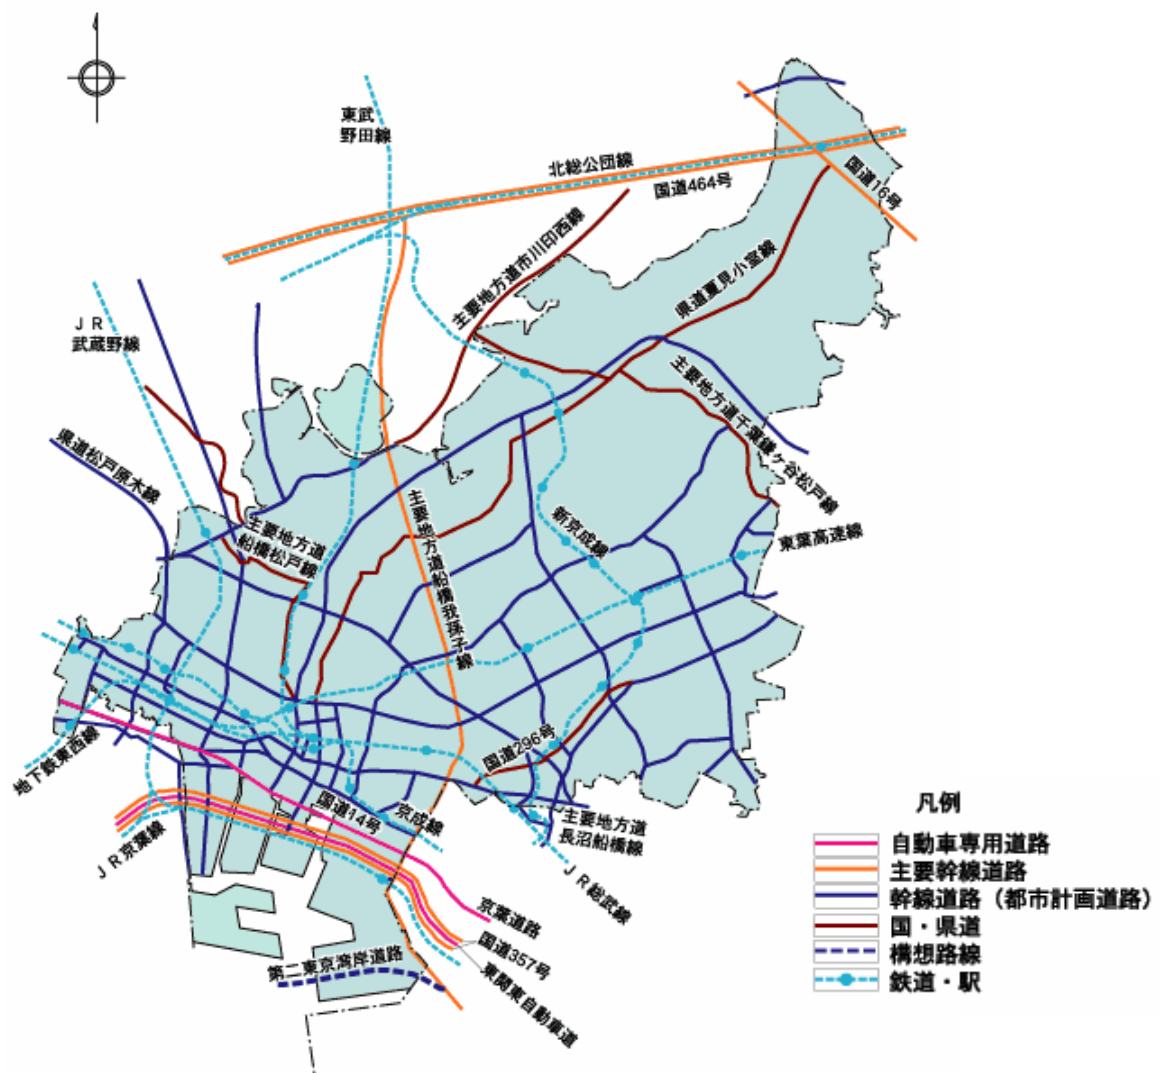 東武
野田線
北総公団線
国道464号
国道16号
主要地方道市川印西線
県道夏見小室線
ＪＲ
武蔵野線
主要地方道千葉鎌ヶ谷松戸線
県道松戸原木線
主要地方道
船橋松戸線
主要地方道船橋我孫子線
新京成線
東葉高速線
地下鉄東西線
国道296号
国道14号
京成線
主要地方道
長沼船橋線
ＪＲ京葉線
ＪＲ総武線
京葉道路
国道357号
東関東自動車道
第二東京湾岸道路
凡例
自動車専用道路
主要幹線道路
幹線道路（都市計画道路）
国・県道
構想路線
鉄道・駅